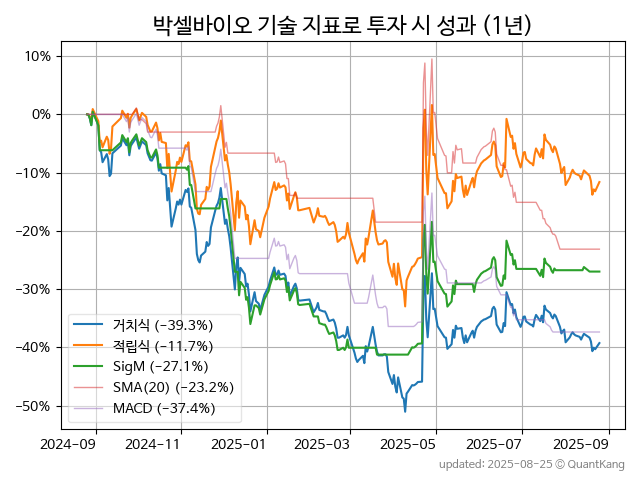 박셀바이오 기술 지표로 투자 시 성과 (1년)
10%
0%
−10%
−20%
−30%
−40%
−50%
거치식 (−39.3%)
적립식 (−11.7%)
SigM (−27.1%)
SMA(20) (−23.2%)
MACD (−37.4%)
2024−09 2024−11 2025−01 2025−03 2025−05 2025−07 2025−09
updated: 2025−08−25 © QuantKang